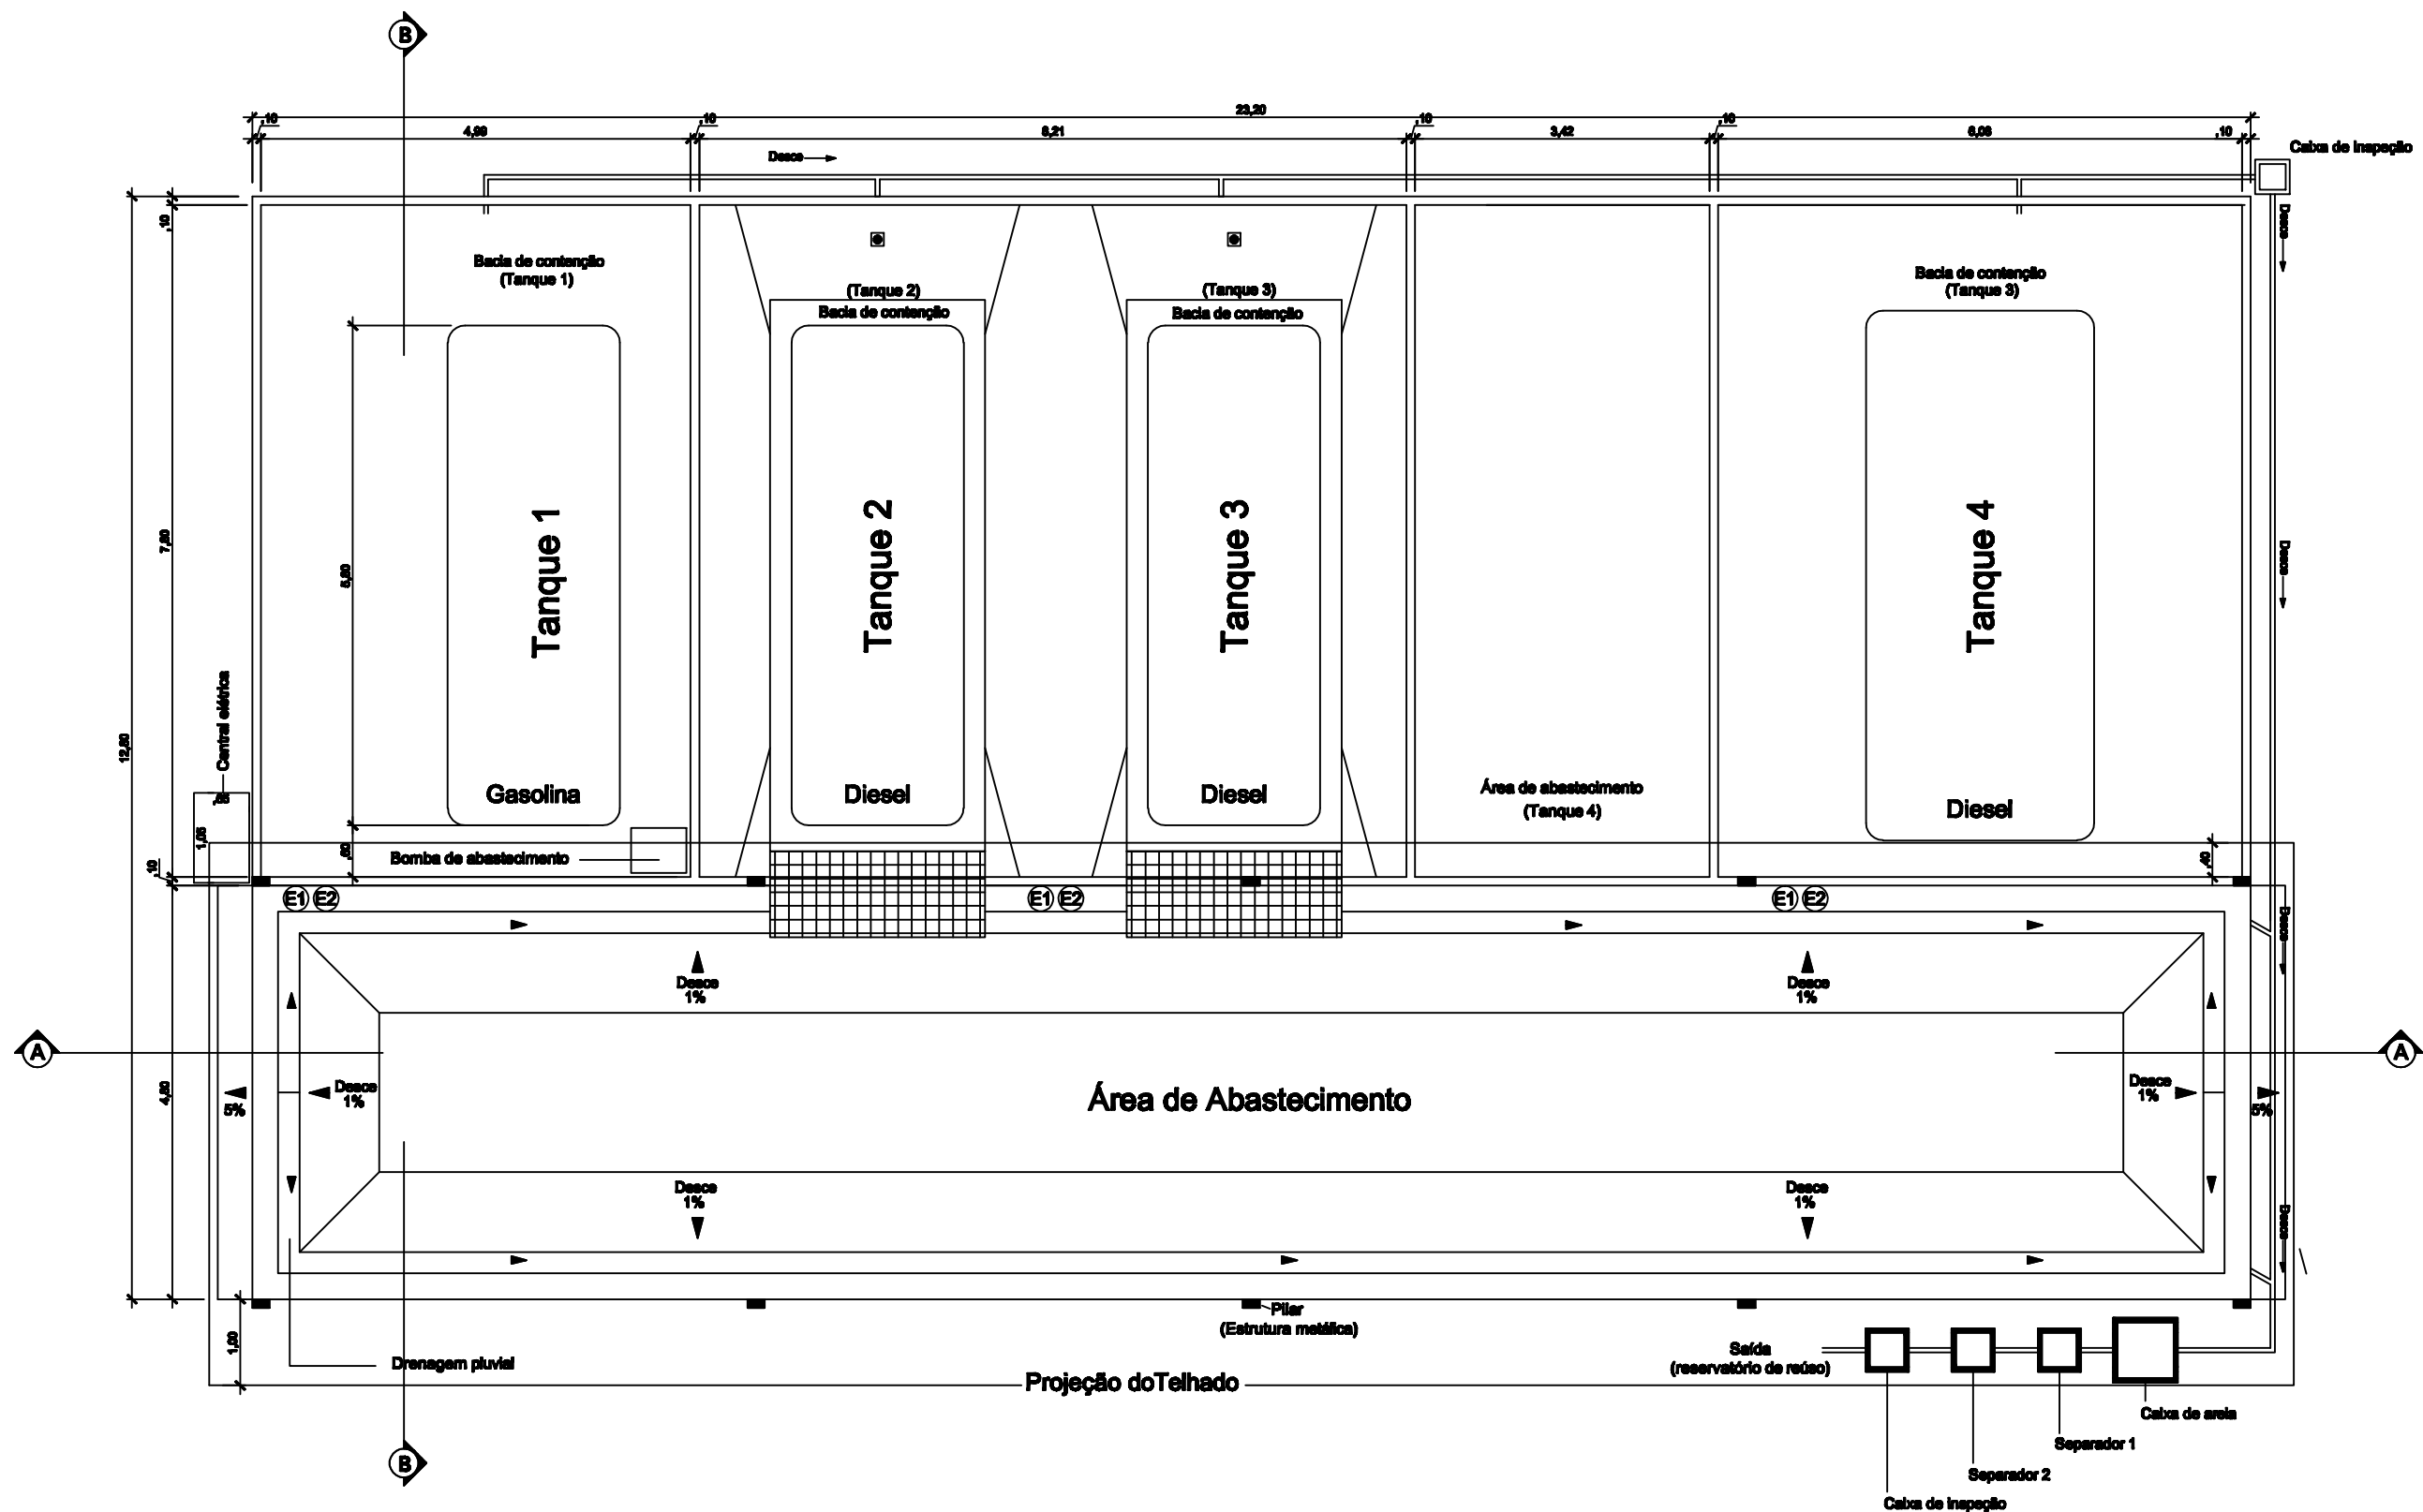 B
23,20
,10
4,99
,10
8,21
,10
3,42
,10
6,08
,10
Desce
Caixa de inspeção
Desce
,10
Bacia de contenção
(Tanque 1)
(Tanque 2)
Bacia de contenção
(Tanque 3)
Bacia de contenção
Bacia de contenção
(Tanque 3)
Tanque 1
Tanque 2
Tanque 3
Tanque 4
7,80
5,80
12,80
Desce
Central elétrica
Gasolina
Diesel
Diesel
Área de abastecimento
(Tanque 4)
Diesel
1,05
,10
,60
,40
Bomba de abastecimento
E1 E2
E1 E2
E1 E2
Desce
Desce
1%
Desce
1%
A
A
4,80
5%
Desce
1%
Área de Abastecimento
Desce
1%
5%
Desce
1%
Desce
1%
Desce
1,00
Pilar
(Estrutura metálica)
Drenagem pluvial
Projeção doTelhado
Saída
(reservatório de reúso)
Caixa de areia
Separador 1
Separador 2
Caixa de inspeção
B